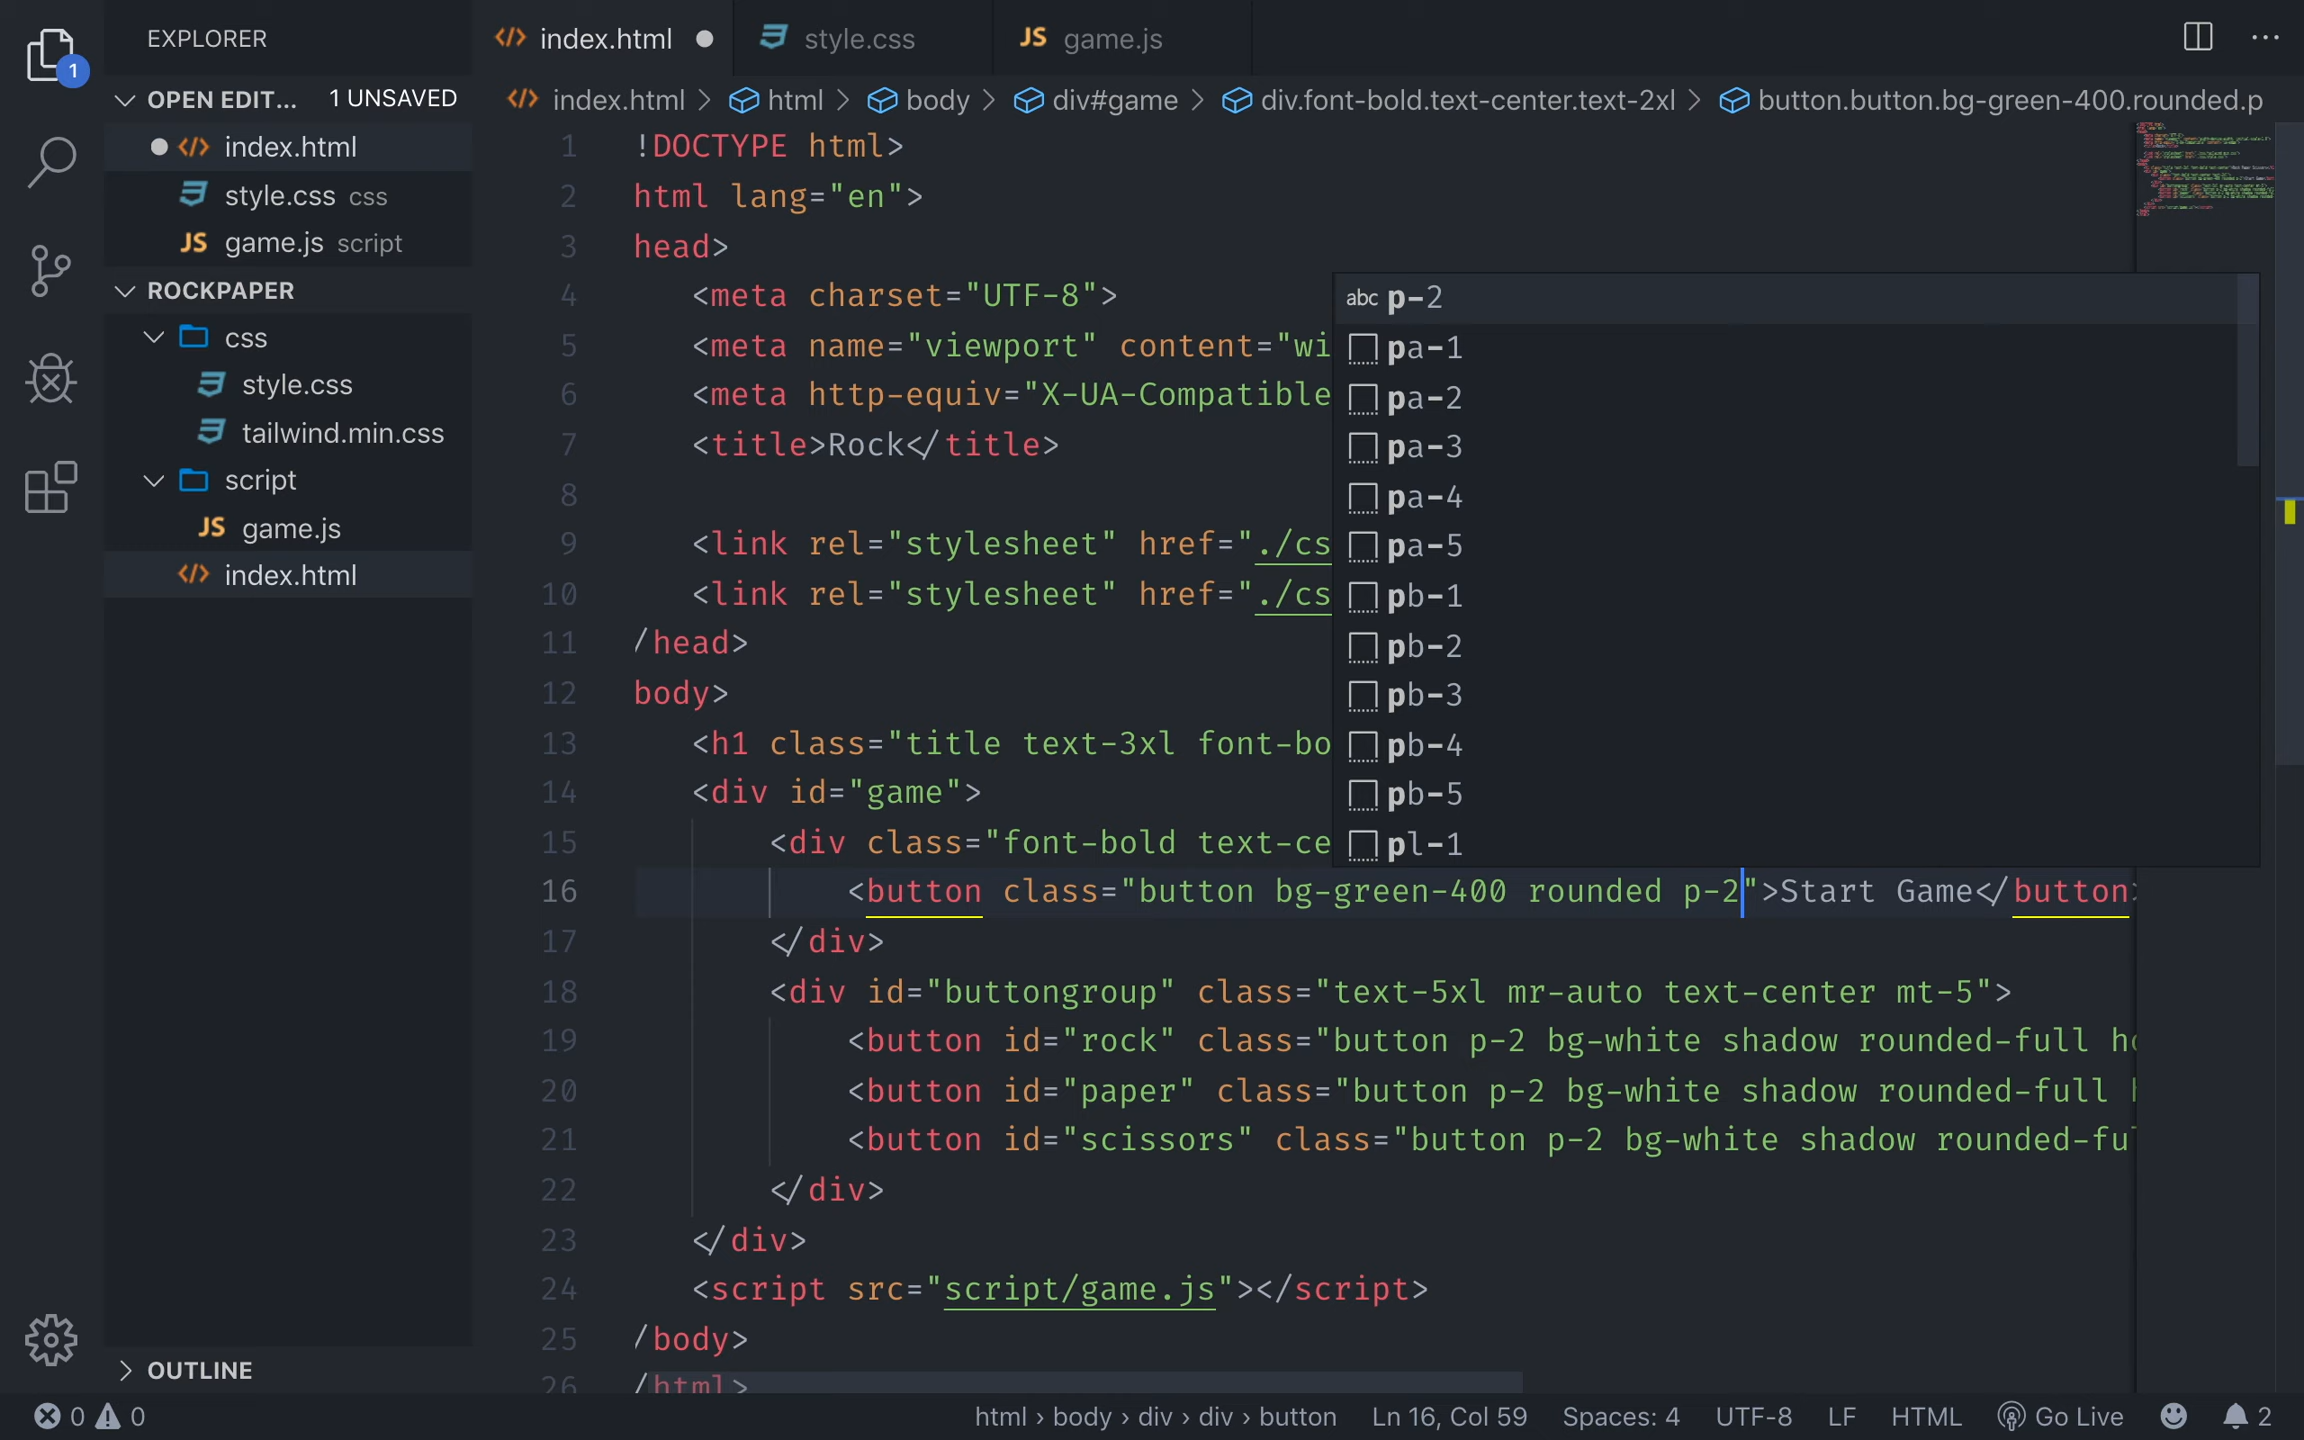 EXPLORER
index.html
style.css
JS game.js
1
OPEN EDIT... 1 UNSAVED
index.html
style.css css
JS game.js script
ROCKPAPER
css
style.css
tailwind.min.css
script
JS game.js
index.html
OUTLINE
index.html > html > body > div#game > div.font-bold.text-center.text-2xl > button.button.bg-green-400.rounded.p
1 !DOCTYPE html>
2 html lang="en">
3 head>
4 <meta charset="UTF-8">
5 <meta name="viewport" content="wi
6 <meta http-equiv="X-UA-Compatible
7 <title>Rock</title>
8
9 <link rel="stylesheet" href="./cs
10 <link rel="stylesheet" href="./cs
11 /head>
12 body>
13 <h1 class="title text-3xl font-bo
14 <div id="game">
15 <div class="font-bold text-ce
16 <button class="button bg-green-400 rounded p-2">Start Game</button>
17 </div>
18 <div id="buttongroup" class="text-5xl mr-auto text-center mt-5">
19 <button id="rock" class="button p-2 bg-white shadow rounded-full ho
20 <button id="paper" class="button p-2 bg-white shadow rounded-full h
21 <button id="scissors" class="button p-2 bg-white shadow rounded-ful
22 </div>
23 </div>
24 <script src="script/game.js"></script>
25 /body>
26 /html>
abc p-2
pa-1
pa-2
pa-3
pa-4
pa-5
pb-1
pb-2
pb-3
pb-4
pb-5
pl-1
0 0 html › body › div › div › button Ln 16, Col 59 Spaces: 4 UTF-8 LF HTML Go Live 2